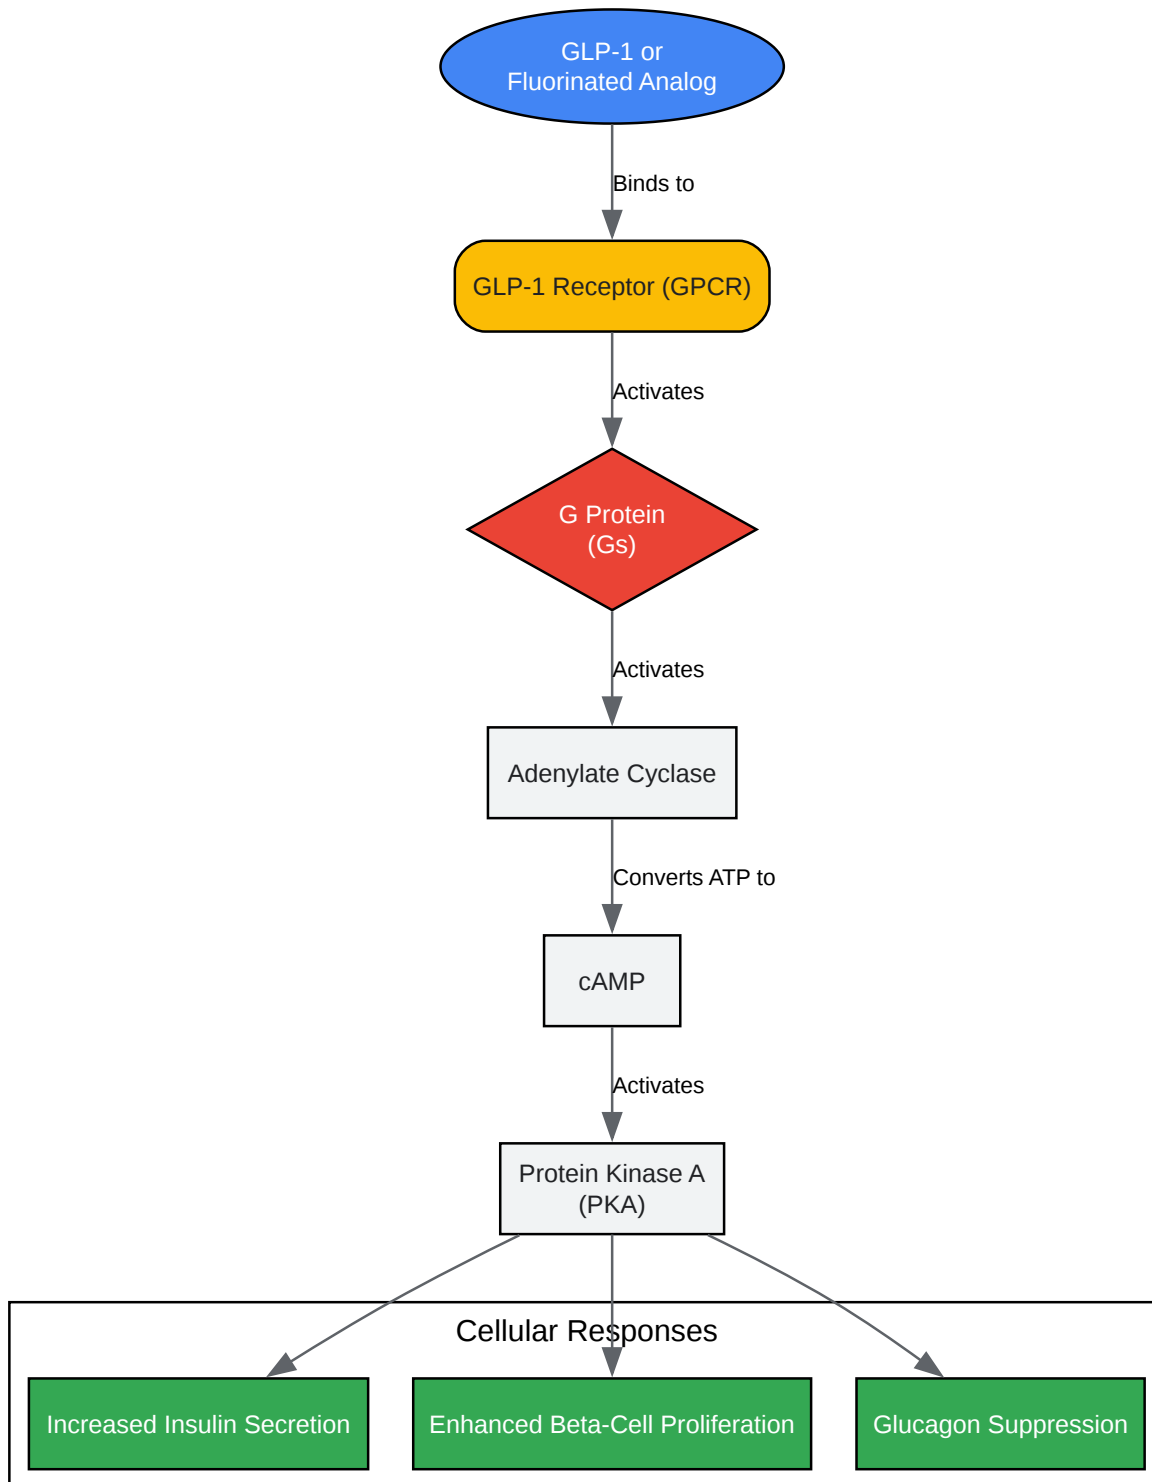 GLP-1 or
Fluorinated Analog
Binds to
GLP-1 Receptor (GPCR)
Activates
G Protein
(Gs)
Activates
Adenylate Cyclase
Converts ATP to
cAMP
Activates
Protein Kinase A
(PKA)
Cellular Responses
Increased Insulin Secretion
Enhanced Beta-Cell Proliferation
Glucagon Suppression